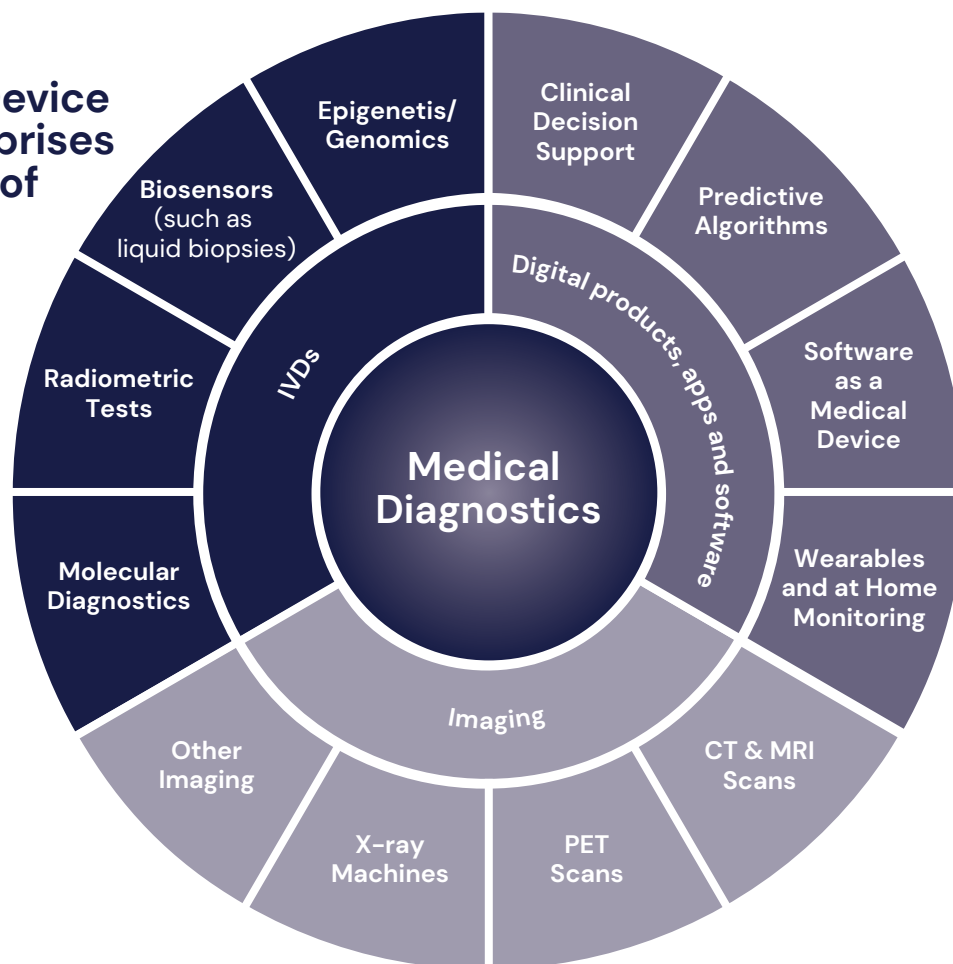 evice
prises
of
Epigenetis/
Genomics
Clinical
Decision
Support
Biosensors
(such as
liquid biopsies)
Predictive
Algorithms
Radiometric
Tests
Software
as a
Medical
Device
Molecular
Diagnostics
Wearables
and at Home
Monitoring
IVDs
Digital products, apps and software
Medical
Diagnostics
Imaging
Other
Imaging
X-ray
Machines
PET
Scans
CT & MRI
Scans